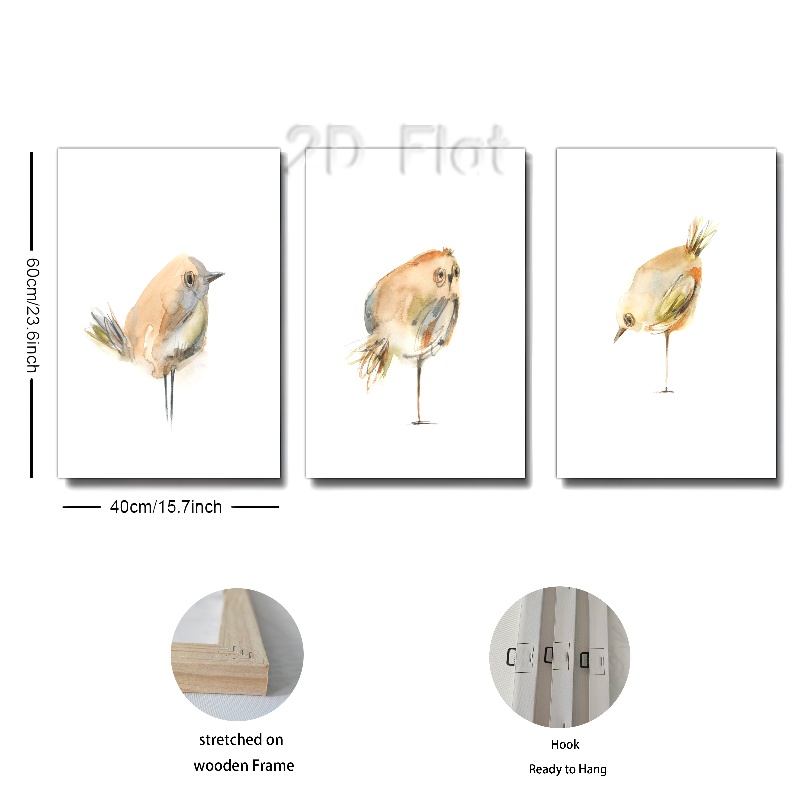 2D Flat
60cm/23.6inch
40cm/15.7inch
stretched on
wooden Frame
Hook
Ready to Hang